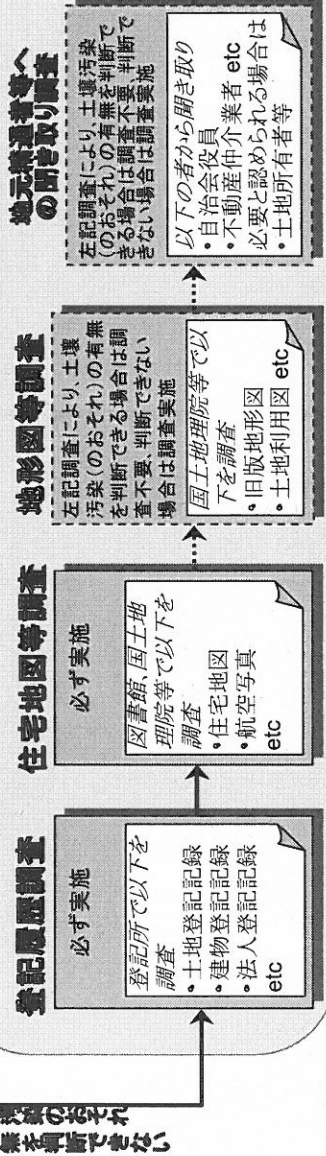 登記履歴調査
必ず実施
登記所で以下を
調査
・土地登記記録
・建物登記記録
・法人登記記録
etc
住宅地図等調査
必ず実施
図書館、国土地
理院等で以下を
調査
・住宅地図
・航空写真
etc
地形図等調査
左記調査により、土壌
汚染（のおそれ）の有無
を判断できる場合は調
査不要、判断できない
場合は調査実施
国土地理院等で以
下を調査
・旧版地形図
・土地利用図 etc
地元精通者等へ
の聞き取り調査
左記調査により、土壌汚染
（のおそれ）の有無を判断で
きる場合は調査不要、判断で
きない場合は調査実施
以下の者から聞き取り
・自治会役員
・不動産仲介業者 etc
必要と認められる場合は
・土地所有者等
のおそれ
無を判断できない